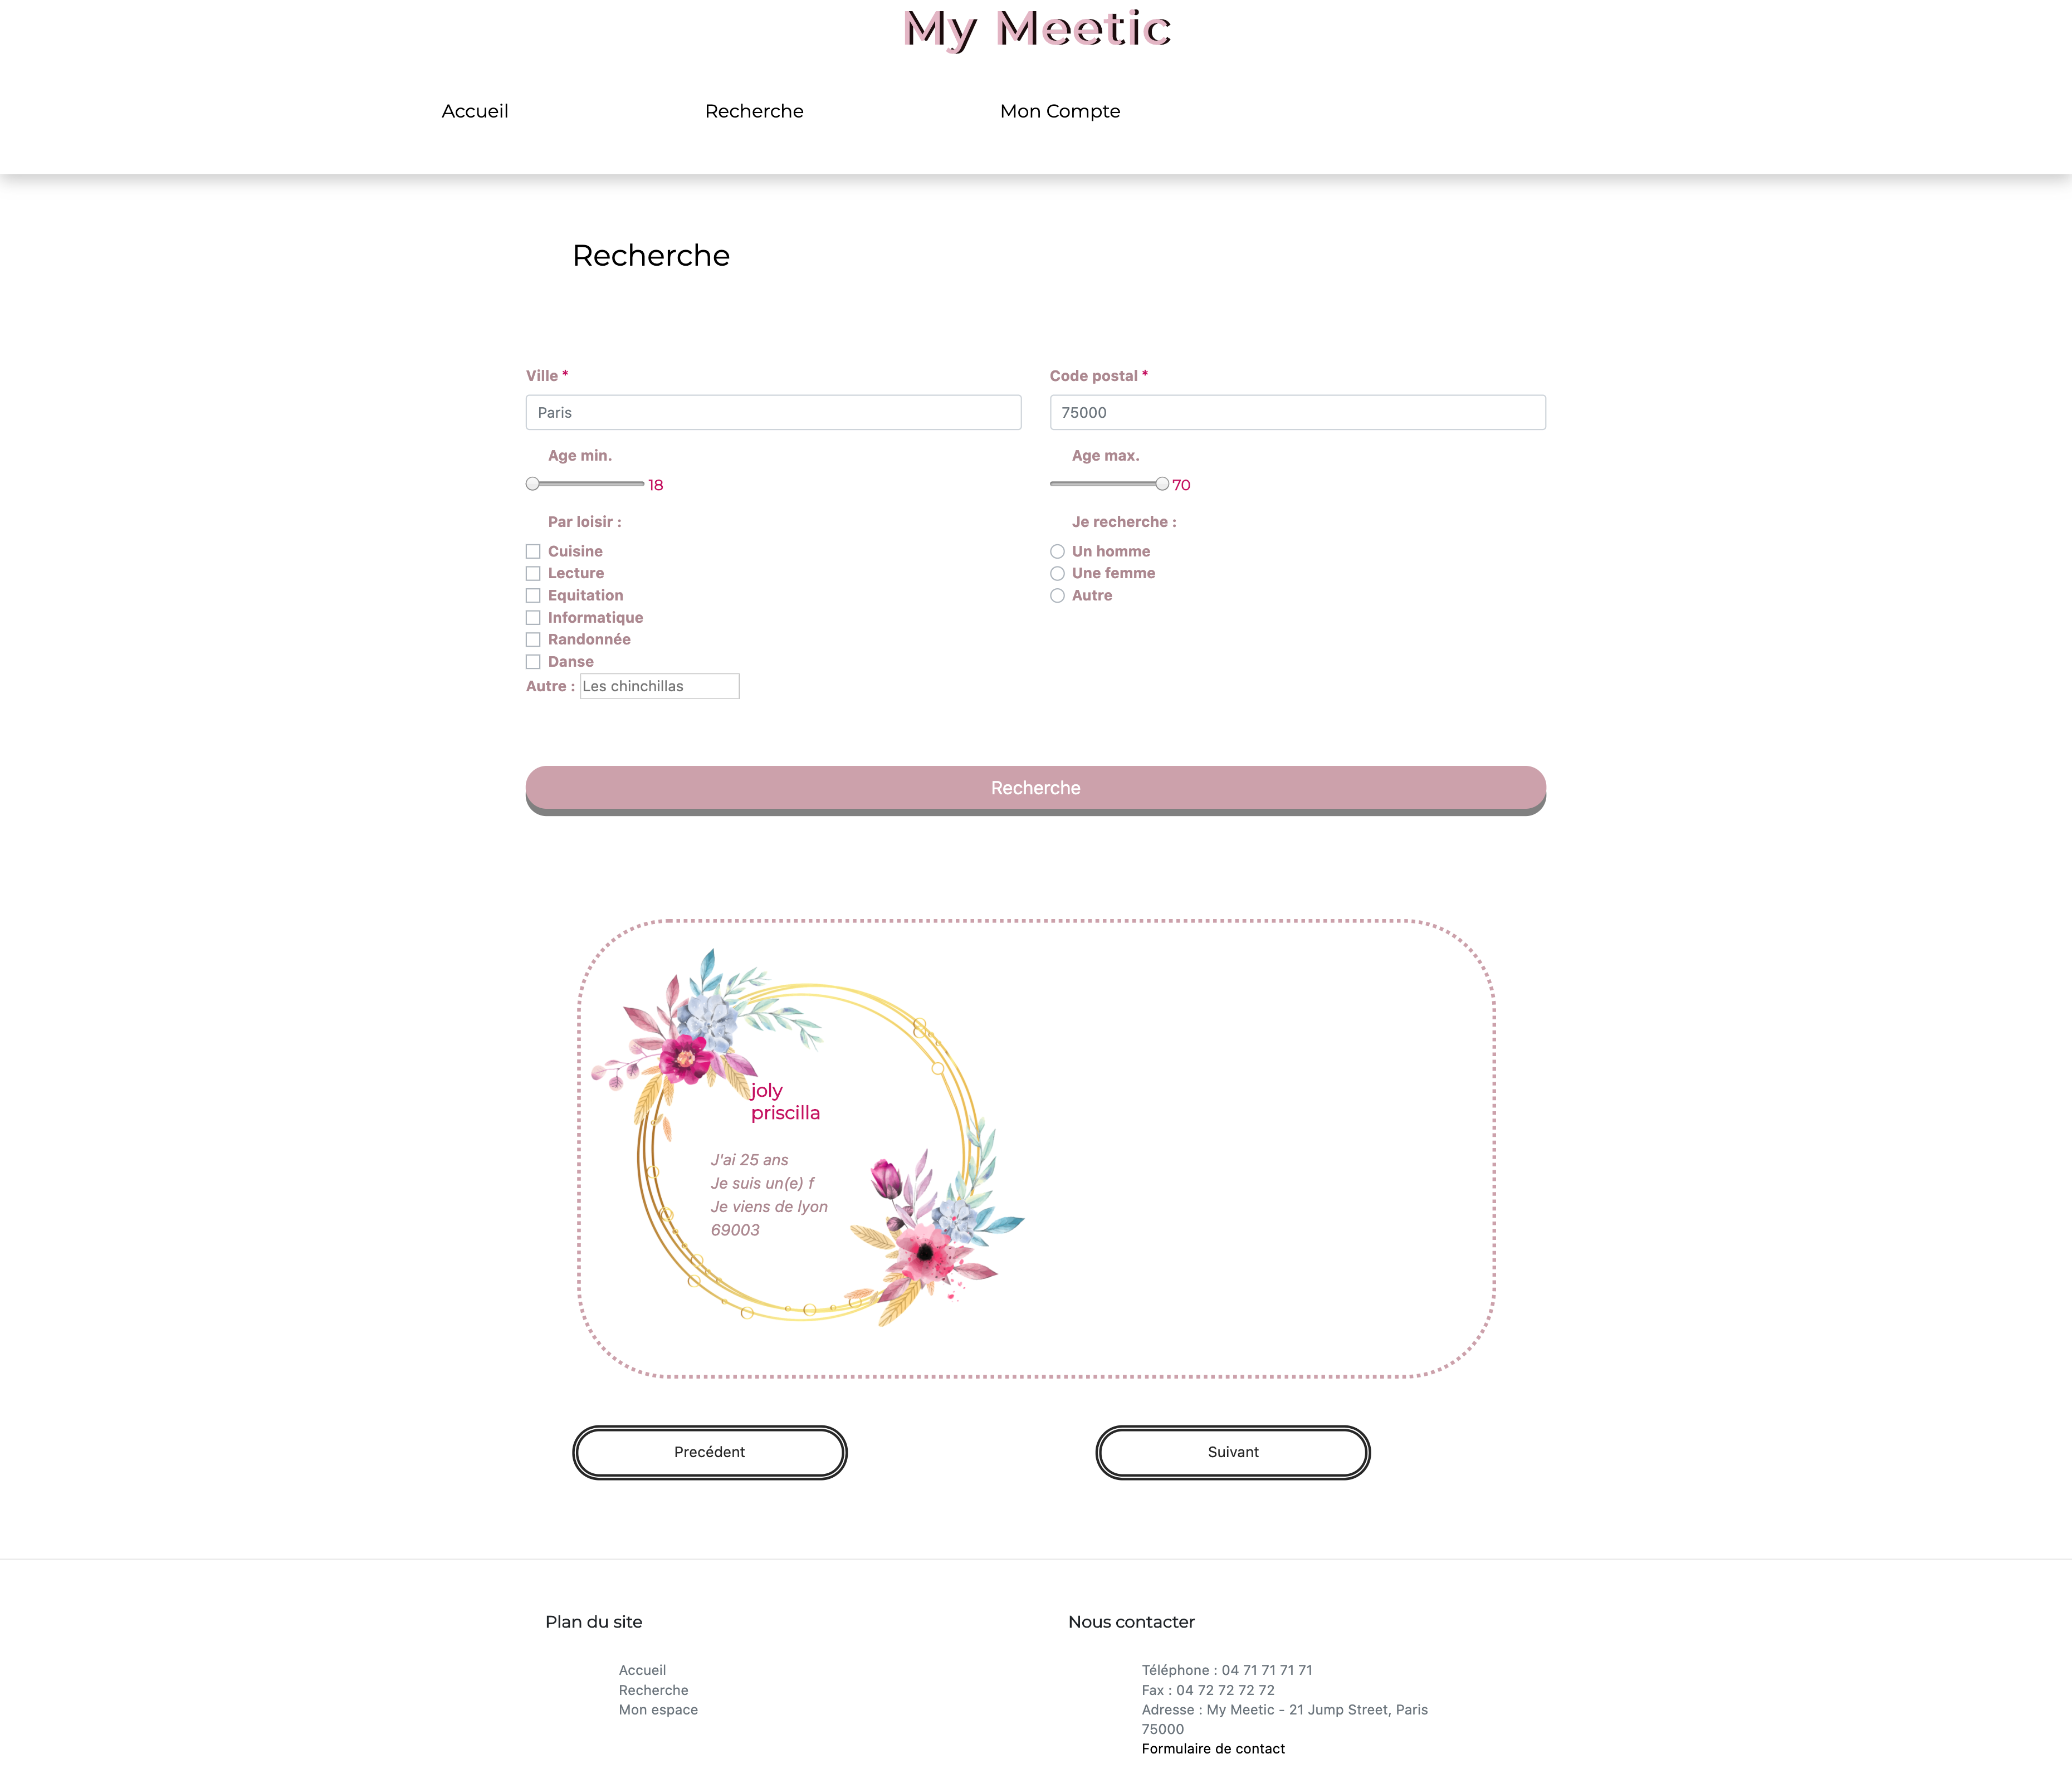 My Meetic
Accueil
Recherche
Mon Compte
Recherche
Ville *
Code postal *
Paris
75000
Age min.
Age max.
18
70
Par loisir :
Je recherche :
Cuisine
Un homme
Lecture
Une femme
Equitation
Autre
Informatique
Randonnée
Danse
Autre : Les chinchillas
Recherche
joly
priscilla
J'ai 25 ans
Je suis un(e) f
Je viens de lyon
69003
Precédent
Suivant
Plan du site
Accueil
Recherche
Mon espace
Nous contacter
Téléphone : 04 71 71 71 71
Fax : 04 72 72 72 72
Adresse : My Meetic - 21 Jump Street, Paris
75000
Formulaire de contact